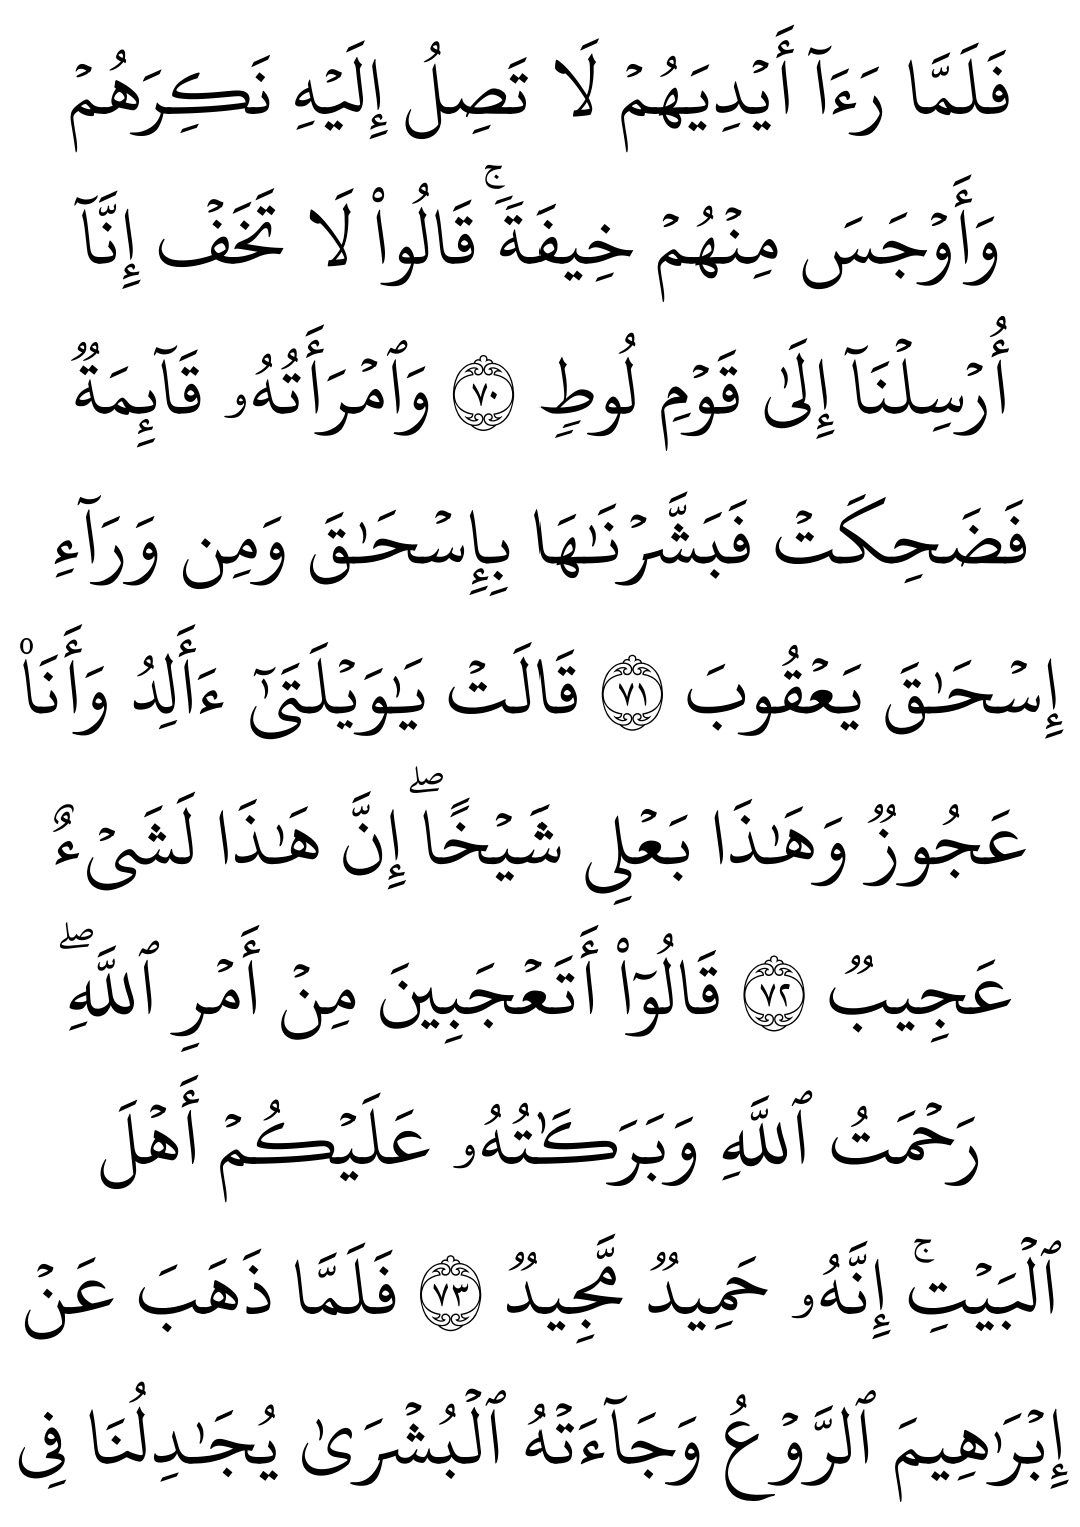 فَلَمَّا رَءَآ أَيۡدِيَهُمۡ لَا تَصِلُ إِلَيۡهِ نَكِرَهُمۡ
وَأَوۡجَسَ مِنۡهُمۡ خِيفَةٗۚ قَالُواْ لَا تَخَفۡ إِنَّآ
أُرۡسِلۡنَآ إِلَىٰ قَوۡمِ لُوطٖ ٧٠ وَٱمۡرَأَتُهُۥ قَآئِمَةٞ
فَضَحِكَتۡ فَبَشَّرۡنَٰهَا بِإِسۡحَٰقَ وَمِن وَرَآءِ
إِسۡحَٰقَ يَعۡقُوبَ ٧١ قَالَتۡ يَٰوَيۡلَتَىٰٓ ءَأَلِدُ وَأَنَا۠
عَجُوزٞ وَهَٰذَا بَعۡلِي شَيۡخًاۖ إِنَّ هَٰذَا لَشَيۡءٌ
عَجِيبٞ ٧٢ قَالُوٓاْ أَتَعۡجَبِينَ مِنۡ أَمۡرِ ٱللَّهِۖ
رَحۡمَتُ ٱللَّهِ وَبَرَكَٰتُهُۥ عَلَيۡكُمۡ أَهۡلَ
ٱلۡبَيۡتِۚ إِنَّهُۥ حَمِيدٞ مَّجِيدٞ ٧٣ فَلَمَّا ذَهَبَ عَنۡ
إِبۡرَٰهِيمَ ٱلرَّوۡعُ وَجَآءَتۡهُ ٱلۡبُشۡرَىٰ يُجَٰدِلُنَا فِي